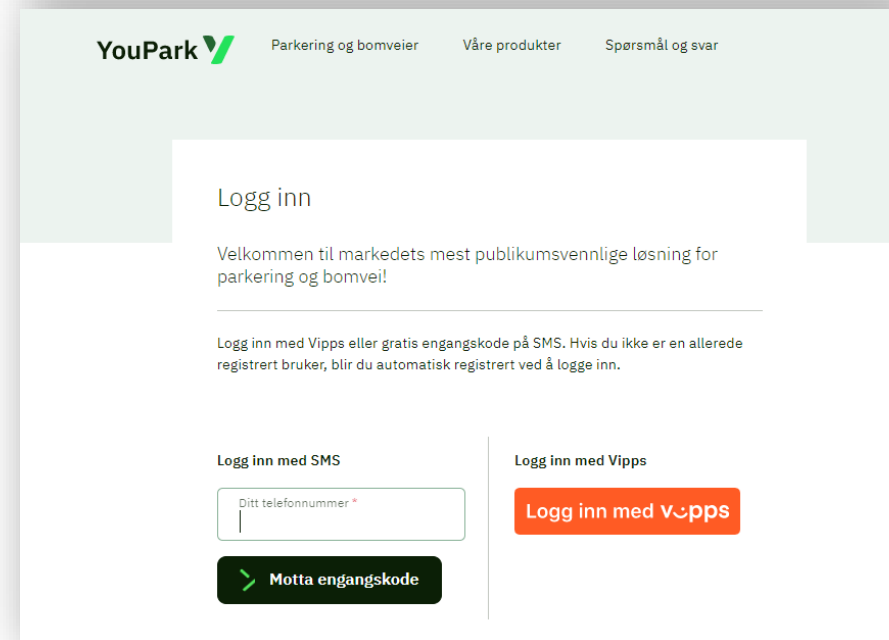 YouPark
Parkering og bomveier
Våre produkter
Spørsmål og svar
Logg inn
Velkommen til markedets mest publikumsvennlige løsning for
parkering og bomvei!
Logg inn med Vipps eller gratis engangskode på SMS. Hvis du ikke er en allerede
registrert bruker, blir du automatisk registrert ved å logge inn.
Logg inn med SMS
Ditt telefonnummer *
Motta engangskode
Logg inn med Vipps
Logg inn med vipps